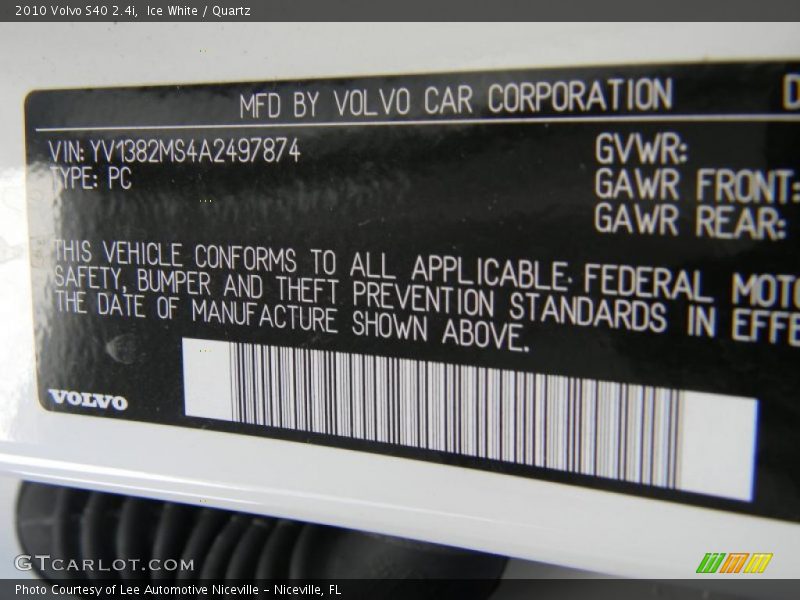 2010 Volvo S40 2.4i,  Ice White / Quartz
MFD BY VOLVO CAR CORPORATION
VIN: YV1382MS4A2497874
TYPE: PC
GVWR:
GAWR FRONT:
GAWR REAR:
THIS VEHICLE CONFORMS TO ALL APPLICABLE FEDERAL MOTO
SAFETY, BUMPER AND THEFT PREVENTION STANDARDS IN EFFE
THE DATE OF MANUFACTURE SHOWN ABOVE.
VOLVO
GTCARLOT.COM
Photo Courtesy of Lee Automotive Niceville – Niceville, FL